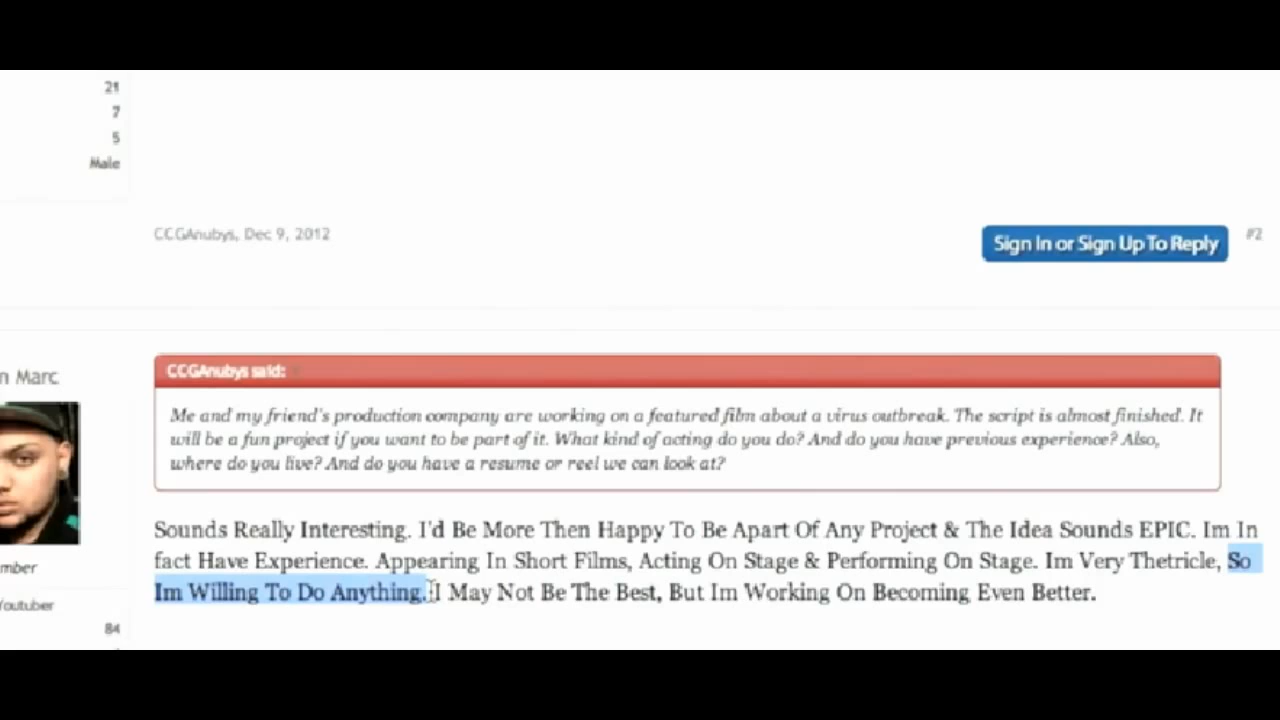 21
7
5
Male
CCGAnubys, Dec 9, 2012
Sign In or Sign Up To Reply
#2
n Marc
CCGAnubys said:
Me and my friend's production company are working on a featured film about a virus outbreak. The script is almost finished. It
will be a fun project if you want to be part of it. What kind of acting do you do? And do you have previous experience? Also,
where do you live? And do you have a resume or reel we can look at?
Sounds Really Interesting. I'd Be More Then Happy To Be Apart Of Any Project & The Idea Sounds EPIC. Im In
fact Have Experience. Appearing In Short Films, Acting On Stage & Performing On Stage. Im Very Thetricle, So
Im Willing To Do Anything. I May Not Be The Best, But Im Working On Becoming Even Better.
mber
Youtuber
84